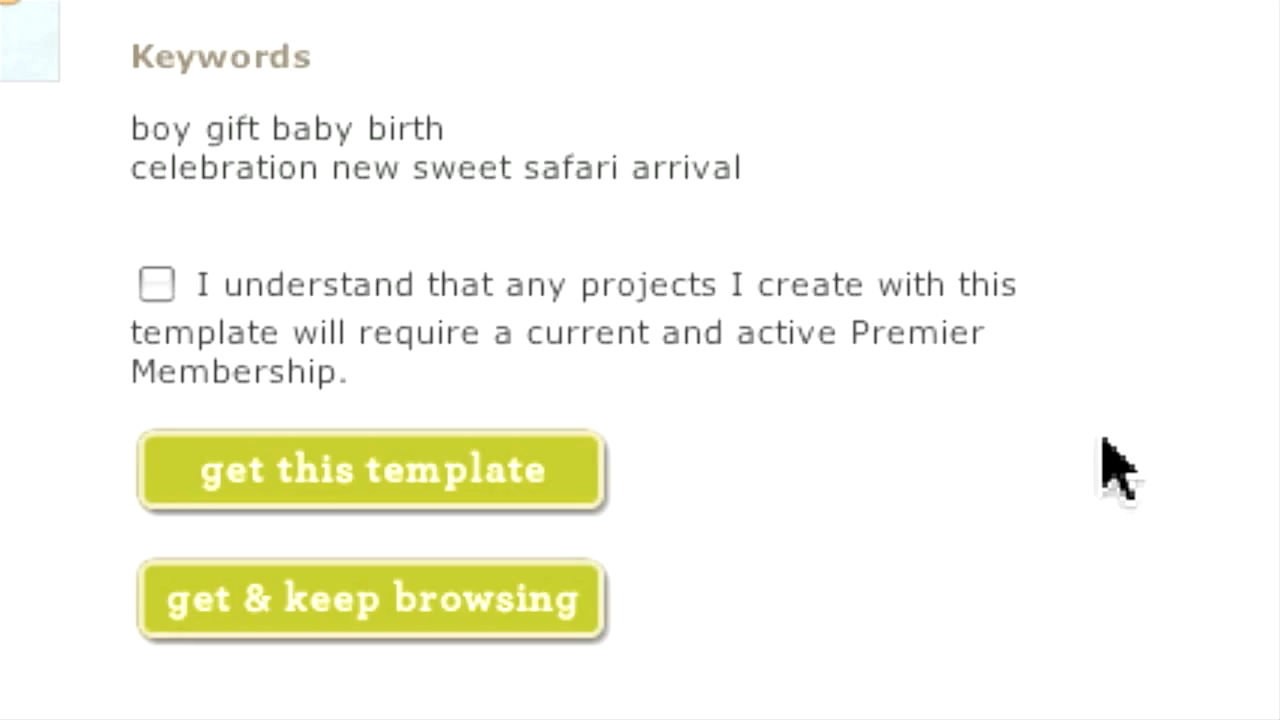 Keywords
boy gift baby birth
celebration new sweet safari arrival
I understand that any projects I create with this
template will require a current and active Premier
Membership.
get this template
get & keep browsing